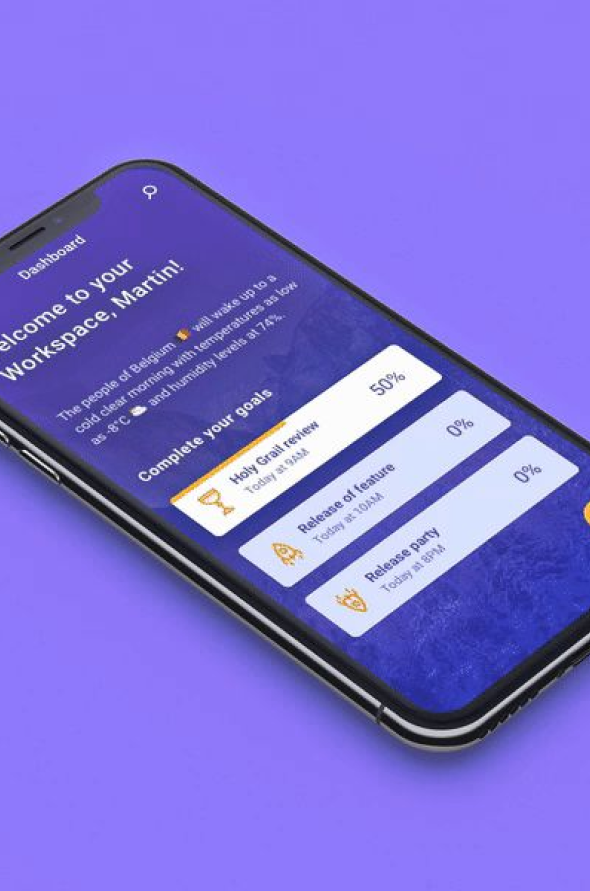 Dashboard
elcome to your
Workspace, Martin!
The people of Belgium 🇧🇪 will wake up to a
cold clear morning with temperatures as low
as -8°C ☁️ and humidity levels at 74%.
Complete your goals
Holy Grail review
Today at 9AM
50%
Release of feature
Today at 10AM
0%
Release party
Today at 8PM
0%